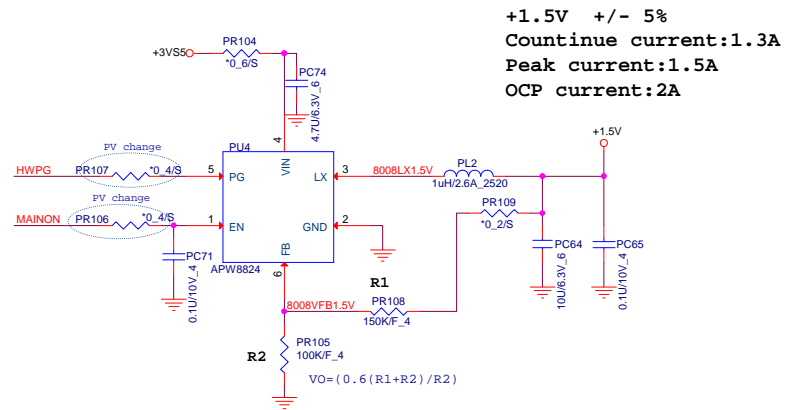 +1.5V +/- 5%
Countinue current:1.3A
Peak current:1.5A
OCP current:2A
PR104
+3VS5
*0_6/S
PC74
4.7U/6.3V_6
+1.5V
PV change
PU4
4
VIN
HWPG
PR107
*0_4/S
5
PG
LX
3
8008LX1.5V
PL2
1uH/2.6A_2520
PV change
PR109
*0_2/S
MAINON
PR106
*0_4/S
1
EN
GND
2
FB
PC71
0.1U/10V_4
APW8824
6
PC64
10U/6.3V_6
PC65
0.1U/10V_4
R1
8008VFB1.5V
PR108
150K/F_4
R2
PR105
100K/F_4
VO=(0.6(R1+R2)/R2)